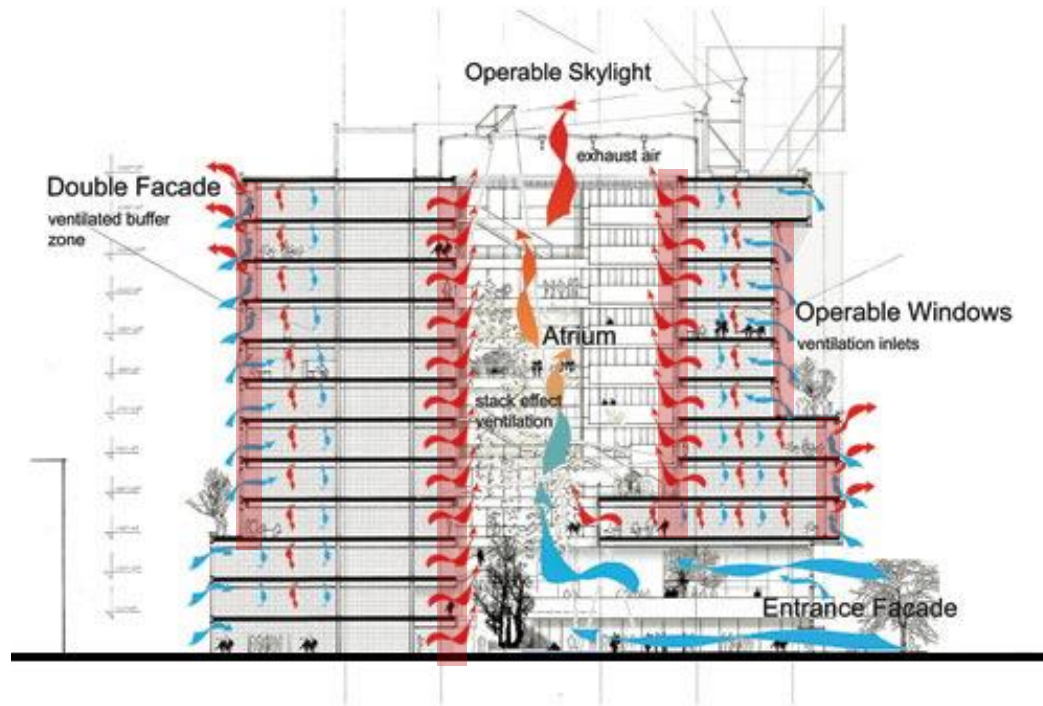 Operable Skylight
exhaust air
Double Facade
ventilated buffer
zone
Operable Windows
ventilation inlets
Atrium
stack effect
ventilation
Entrance Facade